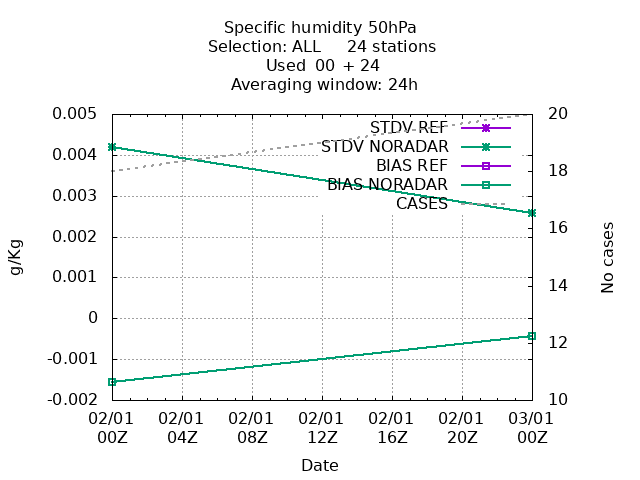 Specific humidity 50hPa
Selection: ALL 24 stations
Used 00 + 24
Averaging window: 24h
0.005
0.004
0.003
0.002
0.001
0
-0.001
-0.002
g/Kg
STDV REF
STDV NORADAR
BIAS REF
BIAS NORADAR
CASES
20
18
16
14
12
10
No cases
02/01 02/01 02/01 02/01 02/01 02/01 03/01
00Z 04Z 08Z 12Z 16Z 20Z 00Z
Date